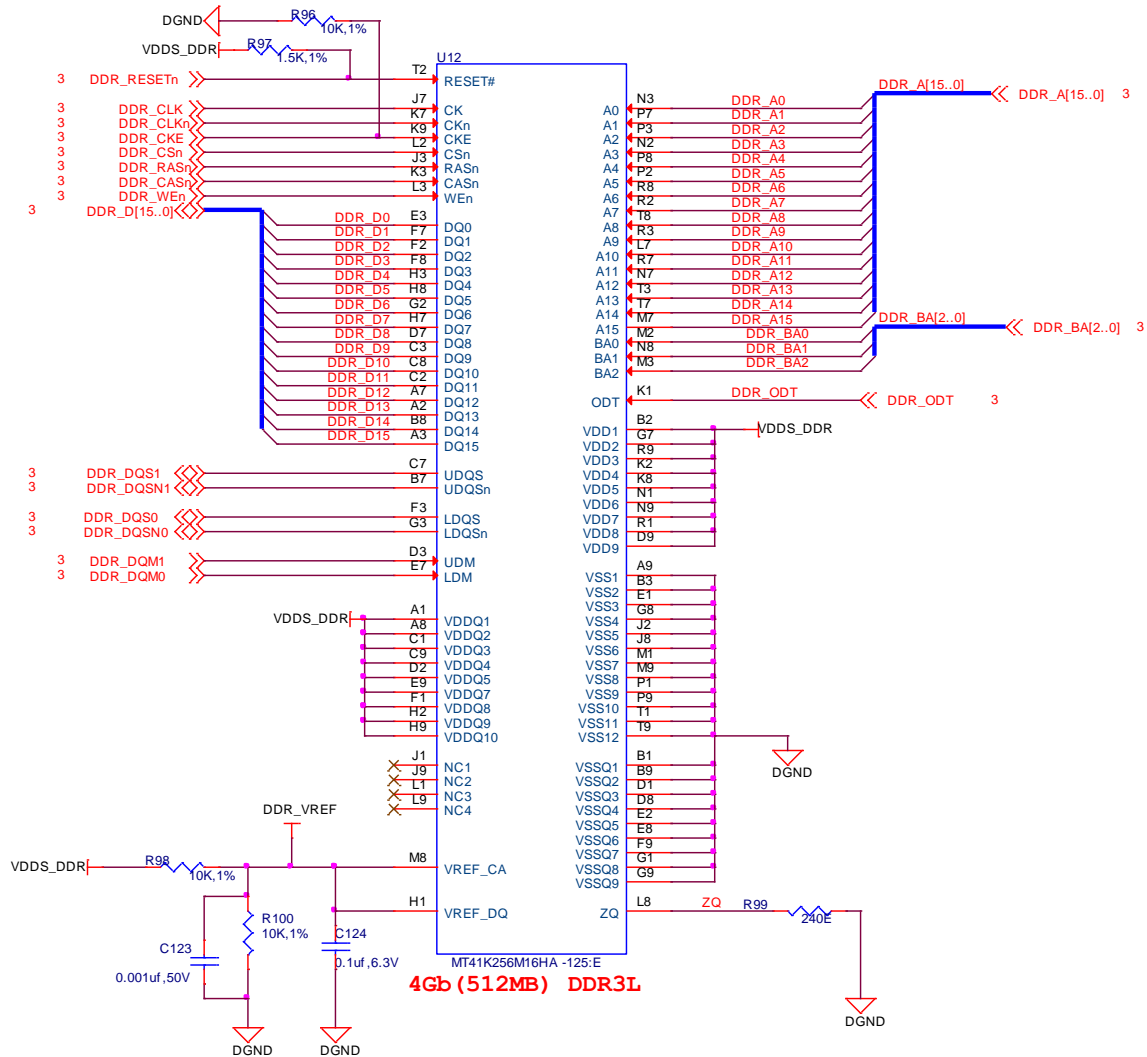 DGND R96
10K,1%
VDDS_DDR R97
1.5K,1%
U12
3 DDR_RESETn T2 RESET#
3 DDR_CLK J7 CK
3 DDR_CLKn K7 CKn
3 DDR_CKE K9 CKE
3 DDR_CSn L2 CSn
3 DDR_RASn J3 RASn
3 DDR_CASn K3 CASn
3 DDR_WEn L3 WEn
3 DDR_D[15..0]
DDR_D0 E3 DQ0
DDR_D1 F7 DQ1
DDR_D2 F2 DQ2
DDR_D3 F8 DQ3
DDR_D4 H3 DQ4
DDR_D5 H8 DQ5
DDR_D6 G2 DQ6
DDR_D7 H7 DQ7
DDR_D8 D7 DQ8
DDR_D9 C3 DQ9
DDR_D10 C8 DQ10
DDR_D11 C2 DQ11
DDR_D12 A7 DQ12
DDR_D13 A2 DQ13
DDR_D14 B8 DQ14
DDR_D15 A3 DQ15
3 DDR_DQS1 C7 UDQS
3 DDR_DQSN1 B7 UDQSn
3 DDR_DQS0 F3 LDQS
3 DDR_DQSN0 G3 LDQSn
3 DDR_DQM1 D3 UDM
3 DDR_DQM0 E7 LDM
VDDS_DDR A1 VDDQ1
A8 VDDQ2
C1 VDDQ3
C9 VDDQ4
D2 VDDQ5
E9 VDDQ7
F1 VDDQ8
H2 VDDQ9
H9 VDDQ10
J1 NC1
J9 NC2
L1 NC3
L9 NC4
DDR_VREF
VDDS_DDR R98 M8 VREF_CA
10K,1%
H1 VREF_DQ
R100
10K,1%
C123
0.001uf,50V
C124
0.1uf,6.3V
DGND DGND
A0 N3 DDR_A0
A1 P7 DDR_A1
A2 P3 DDR_A2
A3 N2 DDR_A3
A4 P8 DDR_A4
A5 P2 DDR_A5
A6 R8 DDR_A6
A7 R2 DDR_A7
A8 T8 DDR_A8
A9 R3 DDR_A9
A10 L7 DDR_A10
A11 R7 DDR_A11
A12 N7 DDR_A12
A13 T3 DDR_A13
A14 T7 DDR_A14
A15 M7 DDR_A15
DDR_A[15..0] DDR_A[15..0] 3
BA0 M2 DDR_BA0
BA1 N8 DDR_BA1
BA2 M3 DDR_BA2
DDR_BA[2..0] DDR_BA[2..0] 3
ODT K1 DDR_ODT DDR_ODT 3
VDD1 B2 VDDS_DDR
VDD2 G7
VDD3 R9
VDD4 K2
VDD5 K8
VDD6 N1
VDD7 N9
VDD8 R1
VDD9 D9
VSS1 A9
VSS2 B3
VSS3 E1
VSS4 G8
VSS5 J2
VSS6 J8
VSS7 M1
VSS8 M9
VSS9 P1
VSS10 P9
VSS11 T1
VSS12 T9
DGND
VSSQ1 B1
VSSQ2 B9
VSSQ3 D1
VSSQ4 D8
VSSQ5 E2
VSSQ6 E8
VSSQ7 F9
VSSQ8 G1
VSSQ9 G9
ZQ L8 ZQ R99
240E
DGND
MT41K256M16HA -125:E
4Gb(512MB) DDR3L